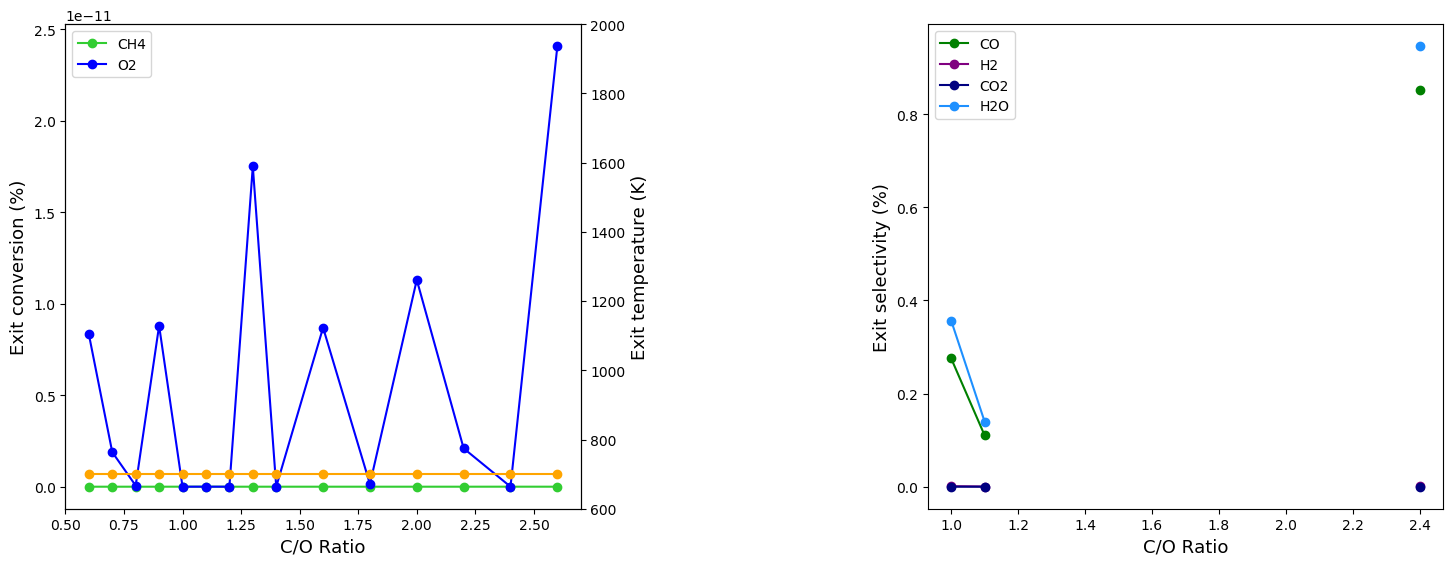 1e−11
2.5
2.0
1.5
1.0
0.5
0.0
Exit conversion (%)
CH4
O2
2000
1800
1600
1400
1200
1000
800
600
Exit temperature (K)
0.50 0.75 1.00 1.25 1.50 1.75 2.00 2.25 2.50
C/O Ratio
CO
H2
CO2
H2O
0.8
0.6
0.4
0.2
0.0
Exit selectivity (%)
1.0 1.2 1.4 1.6 1.8 2.0 2.2 2.4
C/O Ratio